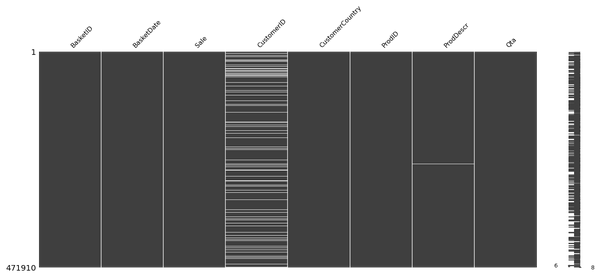 BasketID BasketDate Sale CustomerID CustomerCountry ProdID ProdDescr Qta
1
471910
6 8